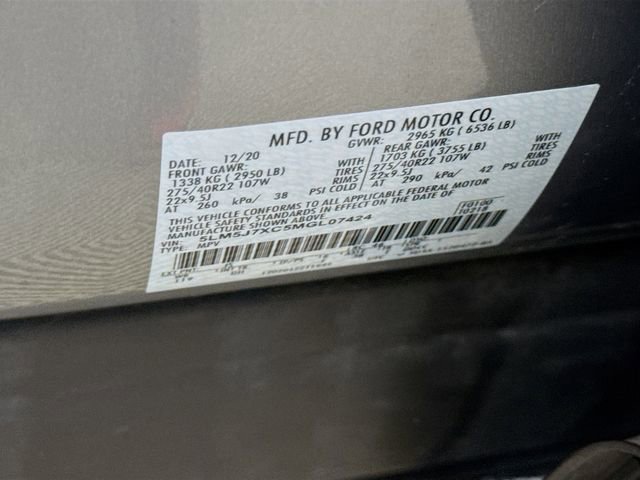 MFD. BY FORD MOTOR CO.
DATE: 12/20 GVWR: 2965 KG ( 6536 LB)
FRONT GAWR: WITH REAR GAWR: WITH
1338 KG ( 2950 LB) TIRES 1703 KG ( 3755 LB) TIRES
275/40R22 107W RIMS 275/40R22 107W RIMS
22x9.5J 22x9.5J
AT 260 kPa/ 38 PSI COLD AT 290 kPa/ 42 PSI COLD
THIS VEHICLE CONFORMS TO ALL APPLICABLE FEDERAL MOTOR
VEHICLE SAFETY STANDARDS IN EFFECT ON THE DATE OF
MANUFACTURE SHOWN ABOVE.
VIN: 5LM5J7XC5MGL07424
TYPE: MPV